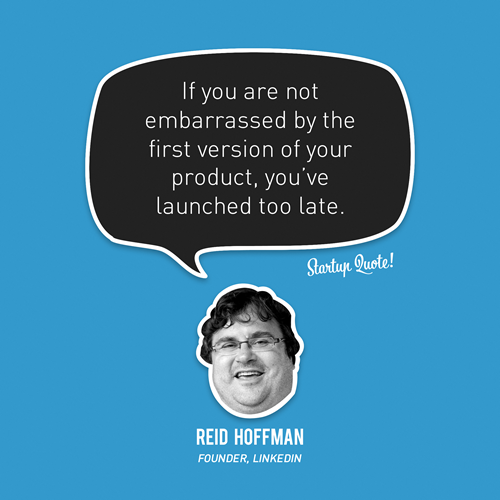 If you are not
embarrassed by the
first version of your
product, you’ve
launched too late.
Startup Quote!
REID HOFFMAN
FOUNDER, LINKEDIN